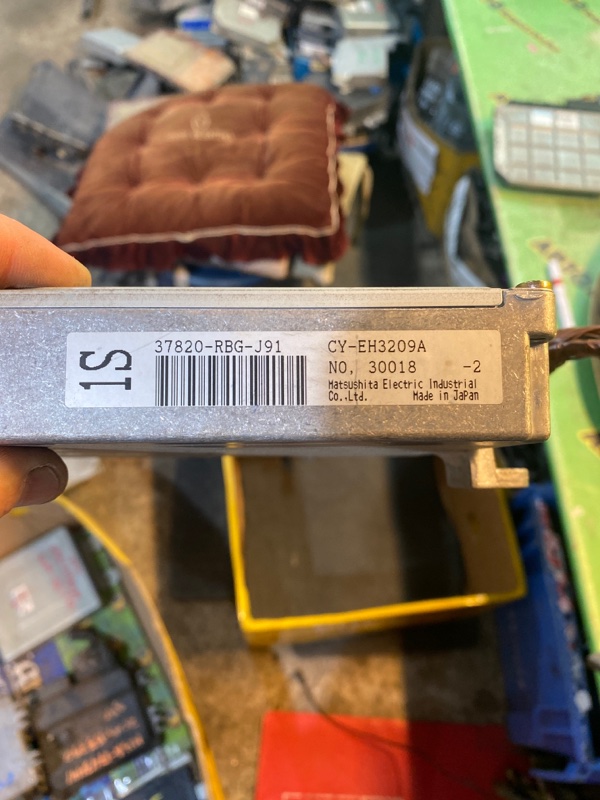 1S
37820-RBG-J91
CY-EH3209A
NO, 30018 -2
Matsushita Electric Industrial
Co.,Ltd. Made in JaPan